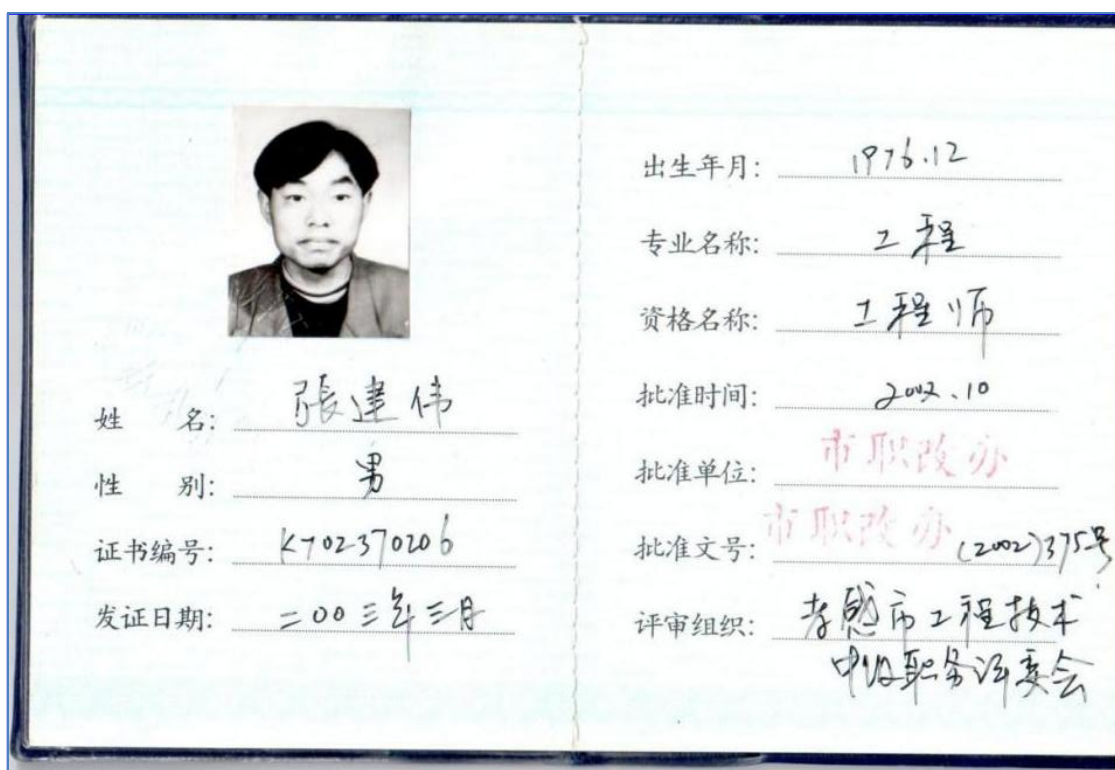 姓 名: 張建伟
性 别: 男
证书编号: K702370206
发证日期: 二00三年三月
出生年月: 1976.12
专业名称: 工程
资格名称: 工程师
批准时间: 2002.10
批准单位: 市职改办
批准文号: 市职改办 (2002)375号
评审组织: 孝感市工程技术
中级职务评委会